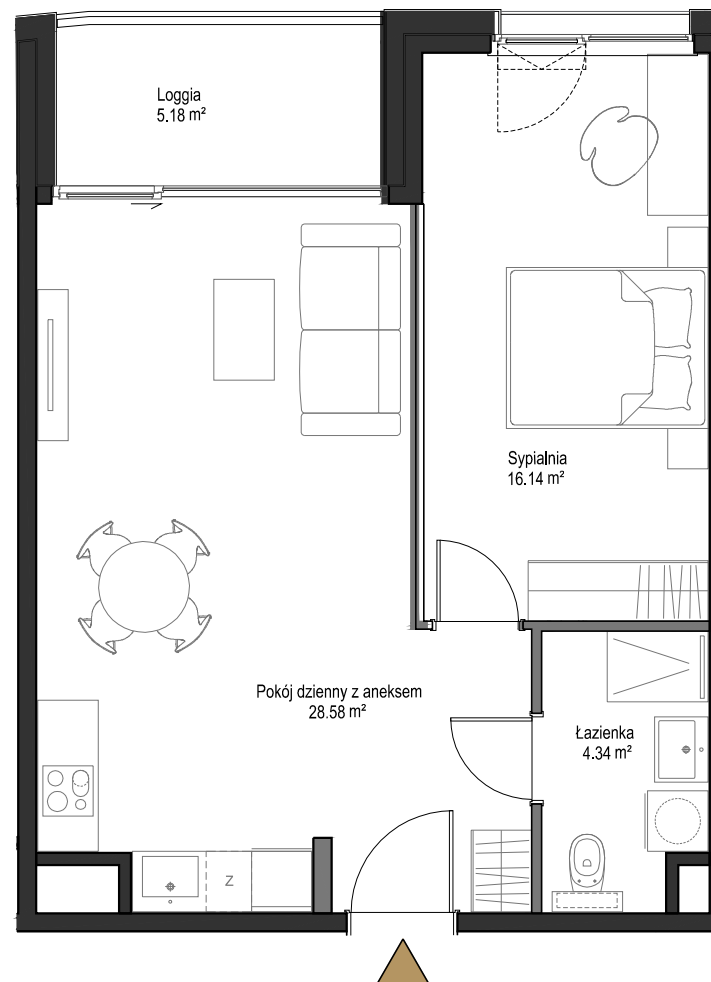 Loggia
5.18 m²
Sypialnia
16.14 m²
Pokój dzienny z aneksem
28.58 m²
Łazienka
4.34 m²
Z